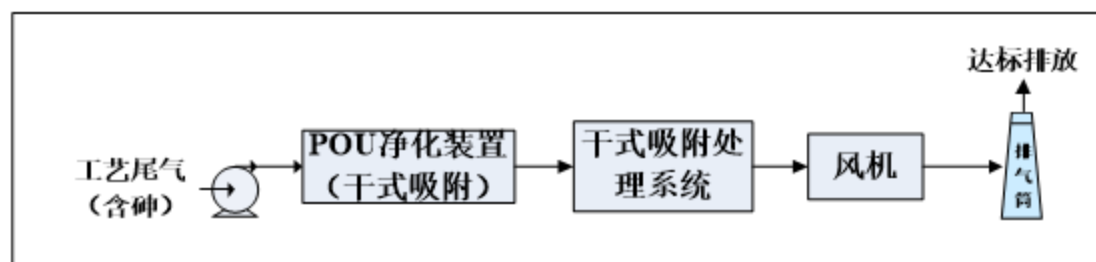 工艺尾气
（含砷）
POU净化装置
（干式吸附）
干式吸附处
理系统
风机
达标排放
排气筒